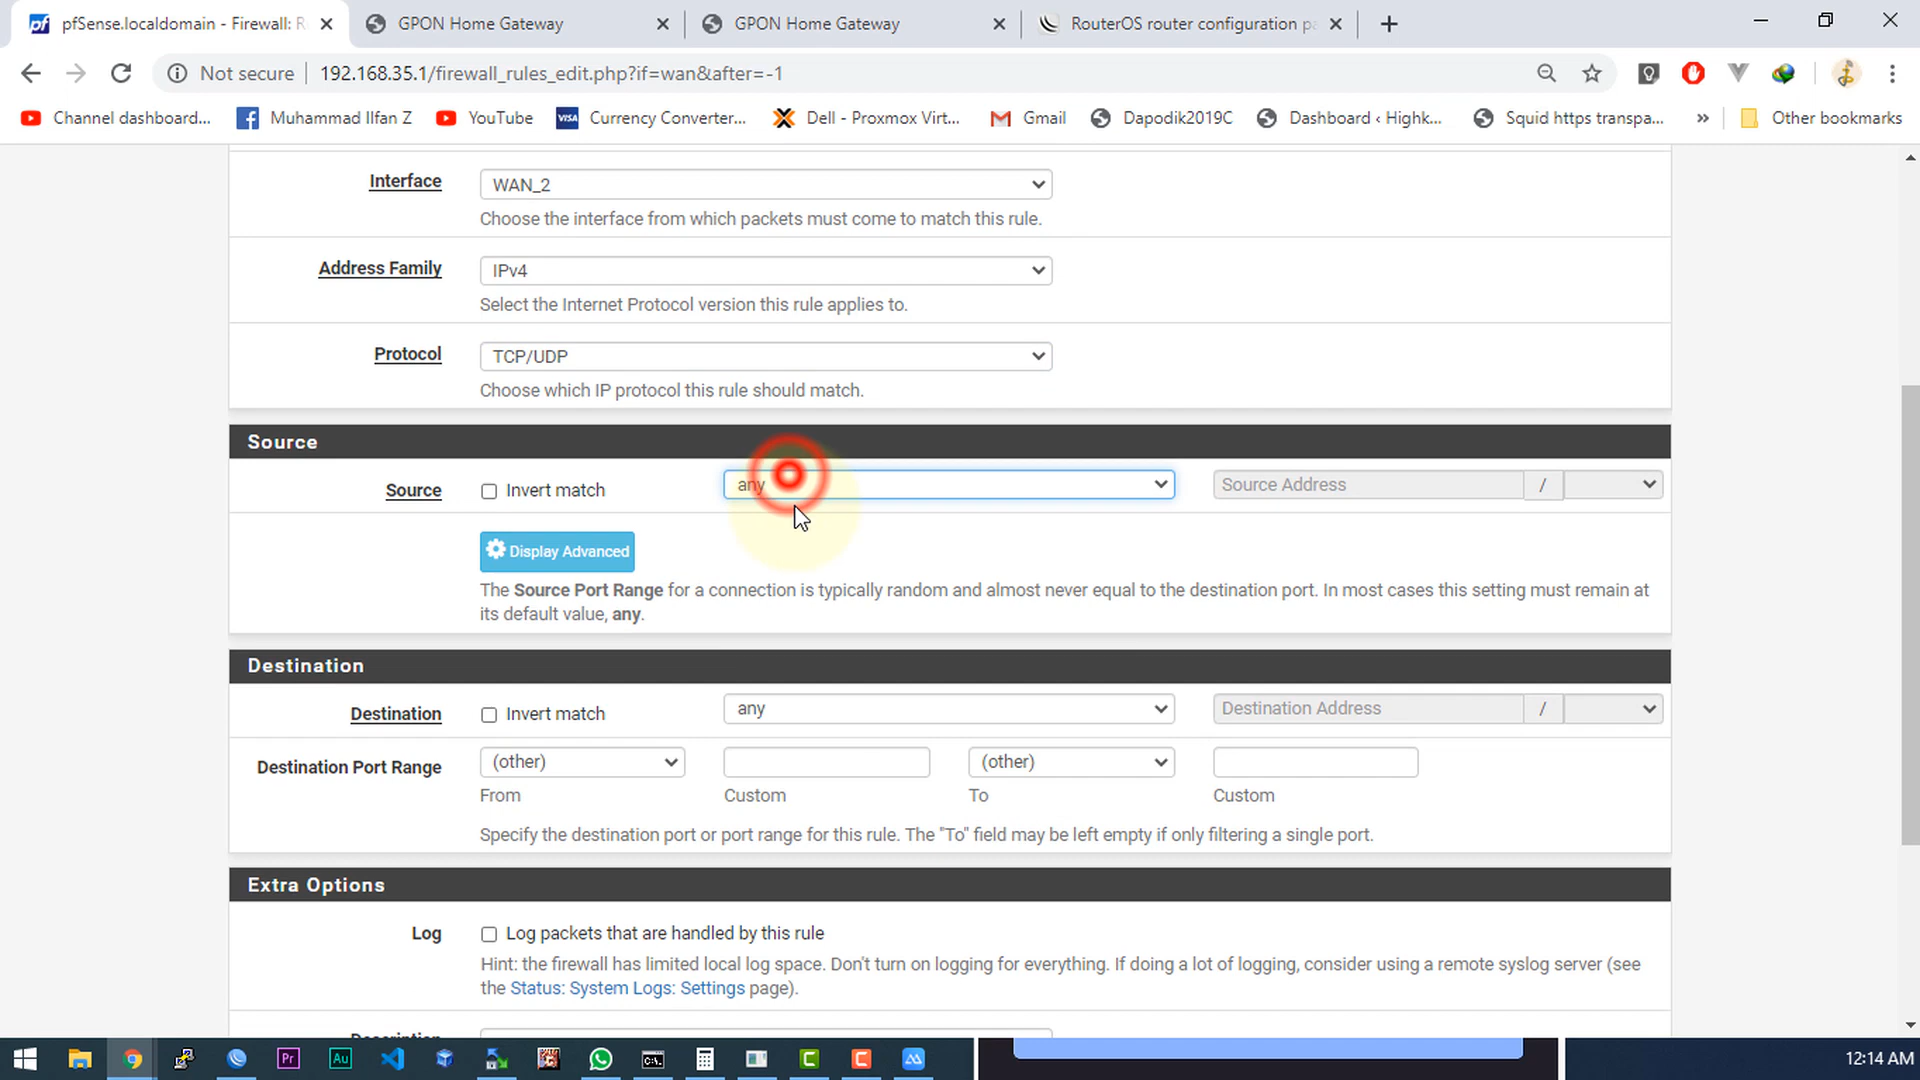 pfSense.localdomain - Firewall: R
GPON Home Gateway
GPON Home Gateway
RouterOS router configuration pa
Not secure
192.168.35.1/firewall_rules_edit.php?if=wan&after=-1
Channel dashboard...
Muhammad Ilfan Z
YouTube
VISA
Currency Converter...
Dell - Proxmox Virt...
Gmail
Dapodik2019C
Dashboard ‹ Highk...
Squid https transpa...
»
Other bookmarks
Interface
WAN_2
Choose the interface from which packets must come to match this rule.
Address Family
IPv4
Select the Internet Protocol version this rule applies to.
Protocol
TCP/UDP
Choose which IP protocol this rule should match.
Source
Source
Invert match
any
Source Address
/
Display Advanced
The Source Port Range for a connection is typically random and almost never equal to the destination port. In most cases this setting must remain at
its default value, any.
Destination
Destination
Invert match
any
Destination Address
/
Destination Port Range
(other)
(other)
From
Custom
To
Custom
Specify the destination port or port range for this rule. The "To" field may be left empty if only filtering a single port.
Extra Options
Log
Log packets that are handled by this rule
Hint: the firewall has limited local log space. Don't turn on logging for everything. If doing a lot of logging, consider using a remote syslog server (see
the Status: System Logs: Settings page).
Description
Pr
Au
12:14 AM